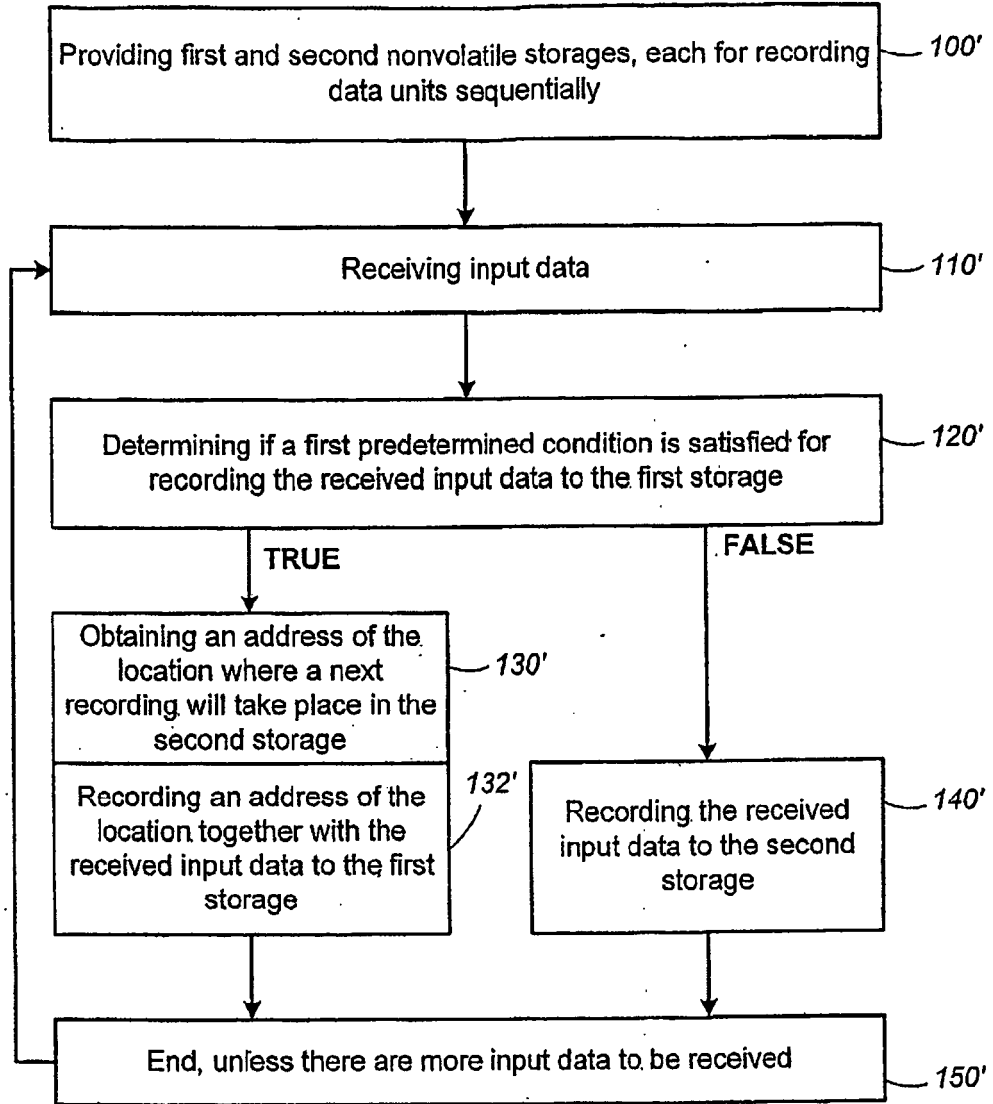 Providing first and second nonvolatile storages, each for recording
data units sequentially
100'
Receiving input data
110'
Determining if a first predetermined condition is satisfied for
recording the received input data to the first storage
120'
TRUE
FALSE
Obtaining an address of the
location where a next
recording will take place in the
second storage
130'
Recording an address of the
location together with the
received input data to the first
storage
132'
Recording the received
input data to the second
storage
140'
End, unless there are more input data to be received
150'